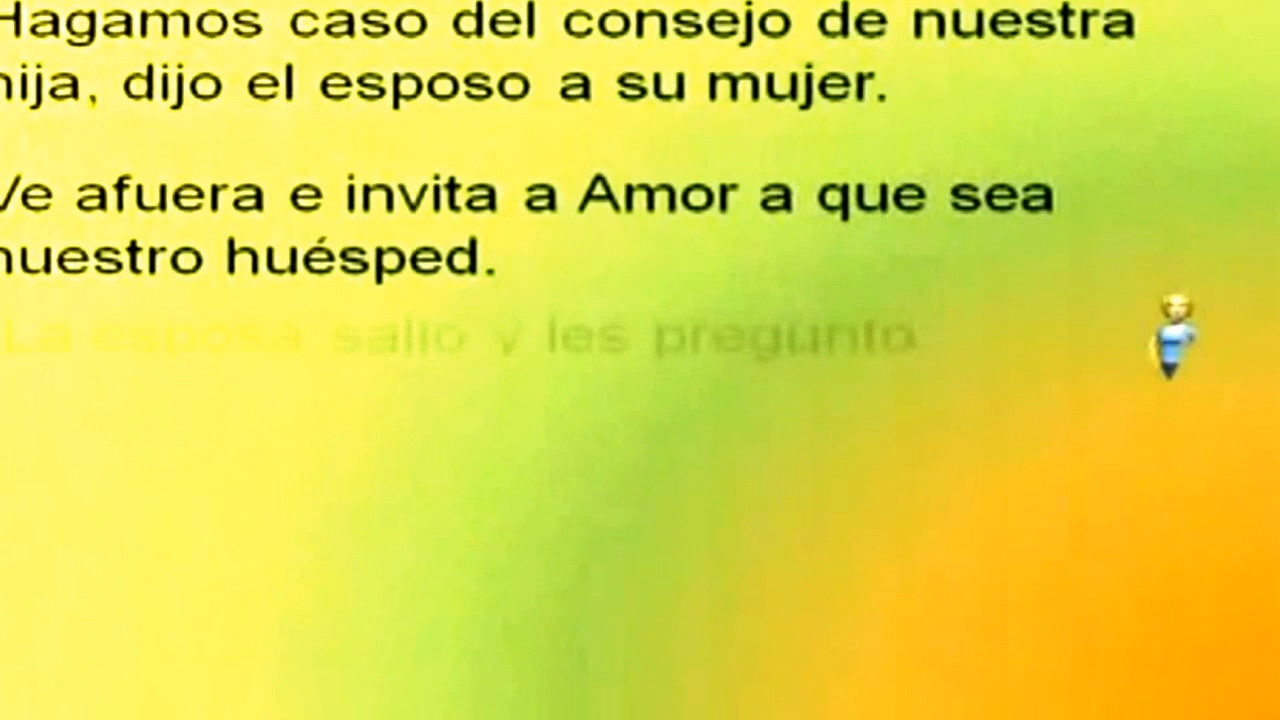 Hagamos caso del consejo de nuestra
hija, dijo el esposo a su mujer.
Ve afuera e invita a Amor a que sea
nuestro huésped.
La esposa salio y les pregunto